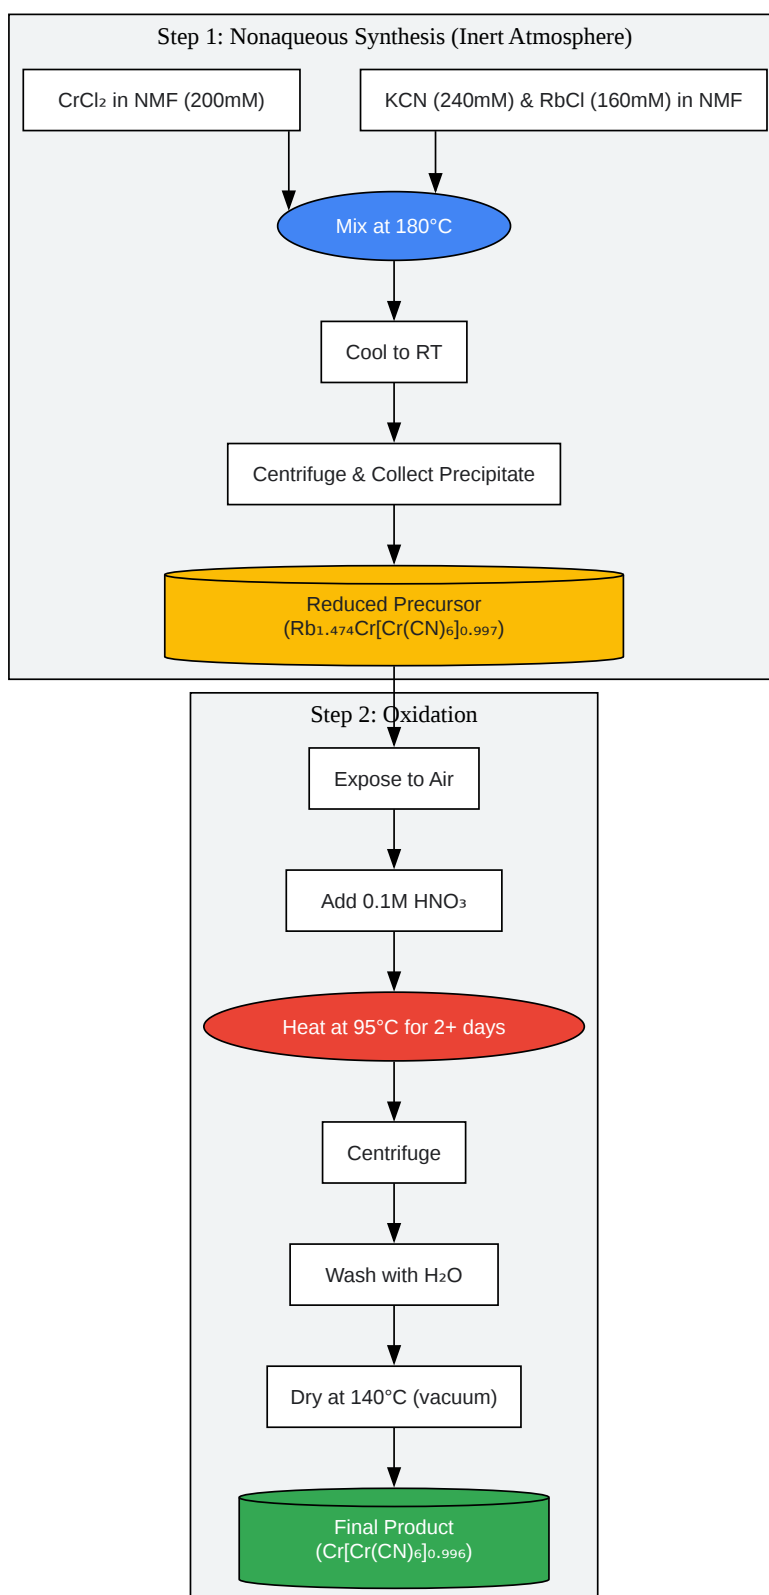 Step 1: Nonaqueous Synthesis (Inert Atmosphere)
CrCl₂ in NMF (200mM)
KCN (240mM) & RbCl (160mM) in NMF
Mix at 180°C
Cool to RT
Centrifuge & Collect Precipitate
Reduced Precursor
(Rb₁.₄₇₄Cr[Cr(CN)₆]₀.₉₉₇)
Step 2: Oxidation
Expose to Air
Add 0.1M HNO₃
Heat at 95°C for 2+ days
Centrifuge
Wash with H₂O
Dry at 140°C (vacuum)
Final Product
(Cr[Cr(CN)₆]₀.₉₉₆)